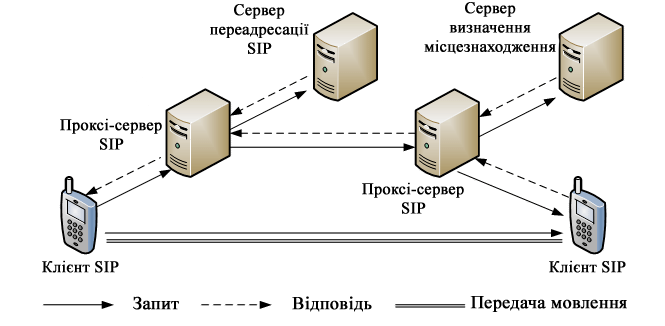 Сервер
переадресації
SIP
Сервер
визначення
місцезнаходження
Проксі-сервер
SIP
Проксі-сервер
SIP
Клієнт SIP
Клієнт SIP
Запит
Відповідь
Передача мовлення